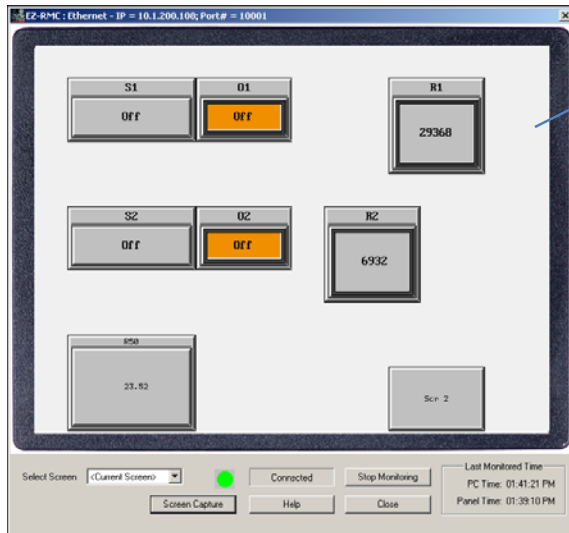 EZ-RMC : Ethernet - IP = 10.1.200.108; Port# = 10001
S1 O1 R1
Off Off
29368
S2 O2 R2
Off Off
6932
R50
23.52
Scr 2
Last Monitored Time
Select Screen <Current Screen> Connected Stop Monitoring
PC Time: 01:41:21 PM
Screen Capture Help Close
Panel Time: 01:39:10 PM